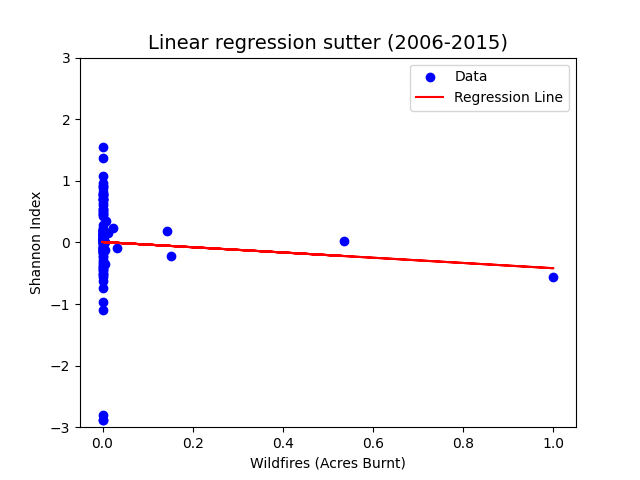 Linear regression sutter (2006-2015)
Data
Regression Line
3
2
1
0
−1
−2
−3
Shannon Index
0.0 0.2 0.4 0.6 0.8 1.0
Wildfires (Acres Burnt)